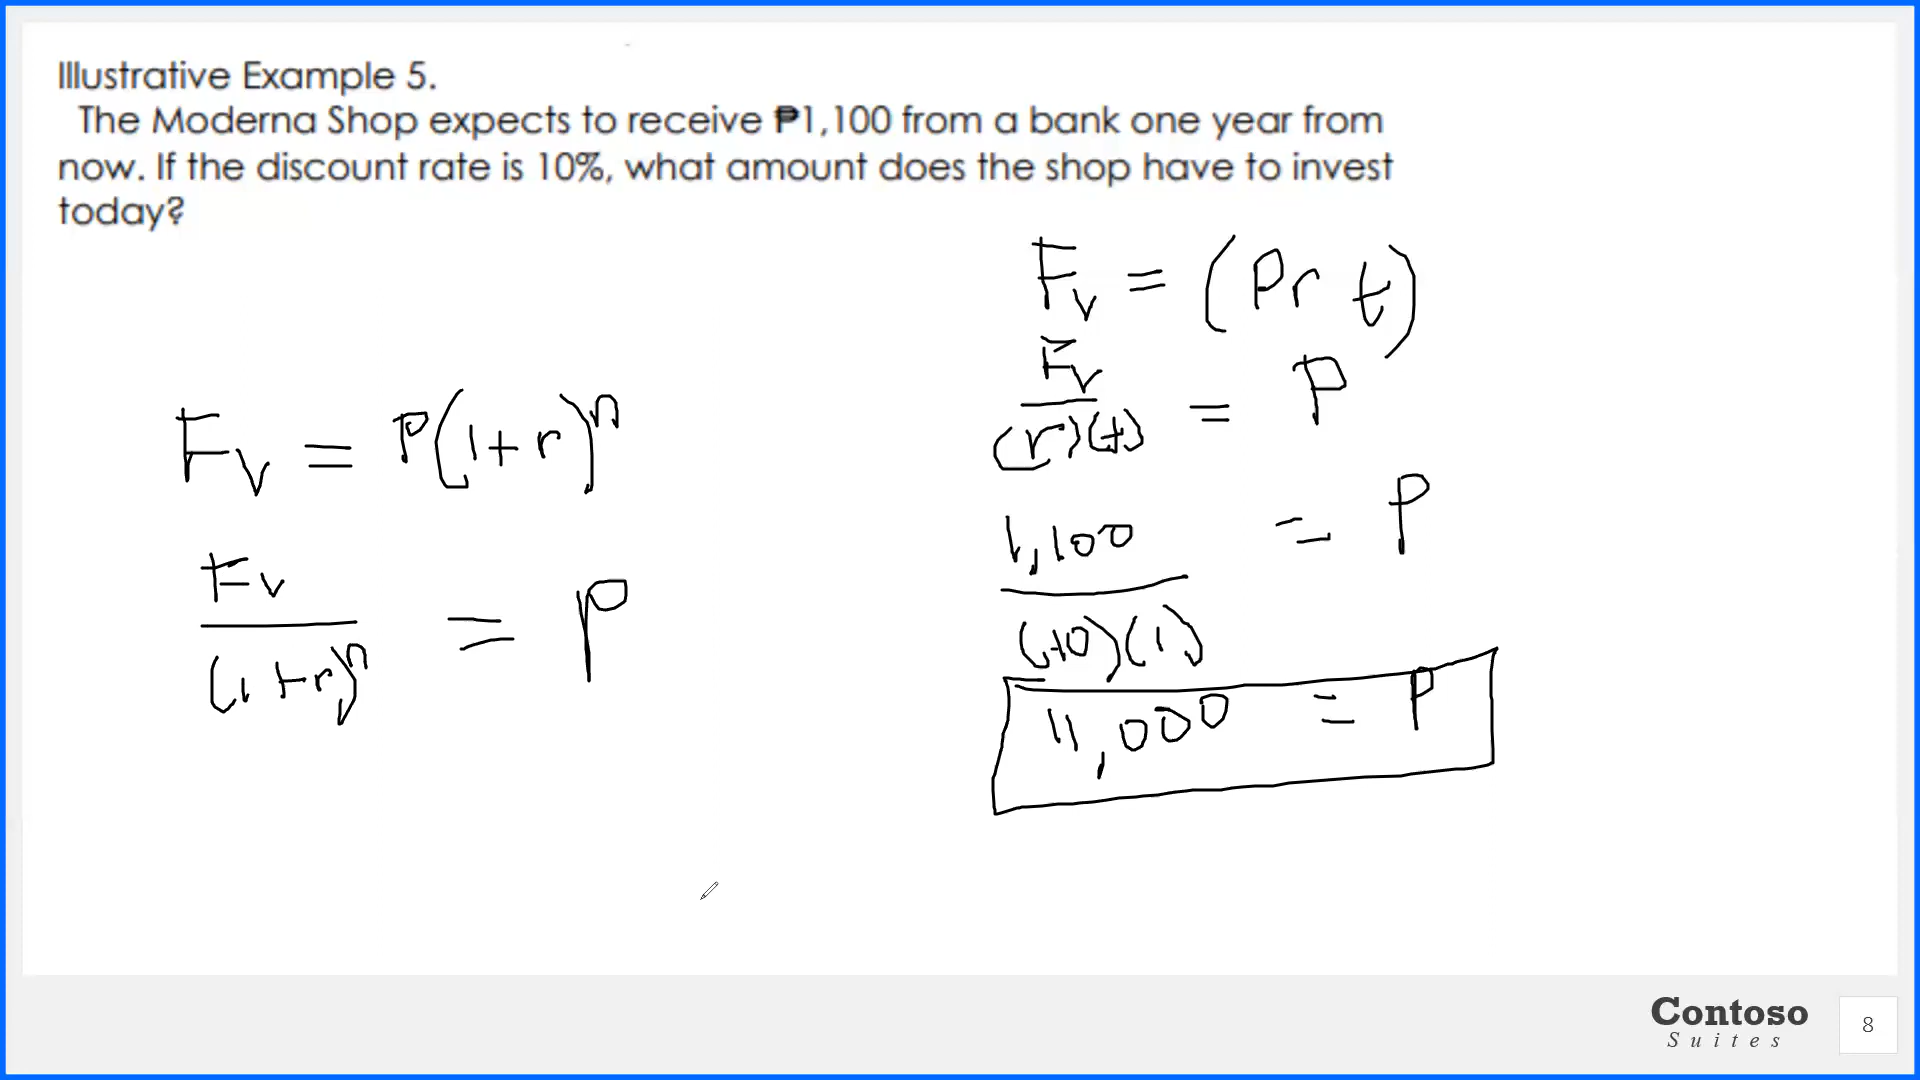 Illustrative Example 5.
The Moderna Shop expects to receive ₱1,100 from a bank one year from
now. If the discount rate is 10%, what amount does the shop have to invest
today?
Fv = P(1+r)^n
Fv / (1+r)^n = P
Fv = (Pr t)
Fv / (r)(t) = P
1,100 / (.10)(1) = P
11,000 = P
Contoso
Suites
8